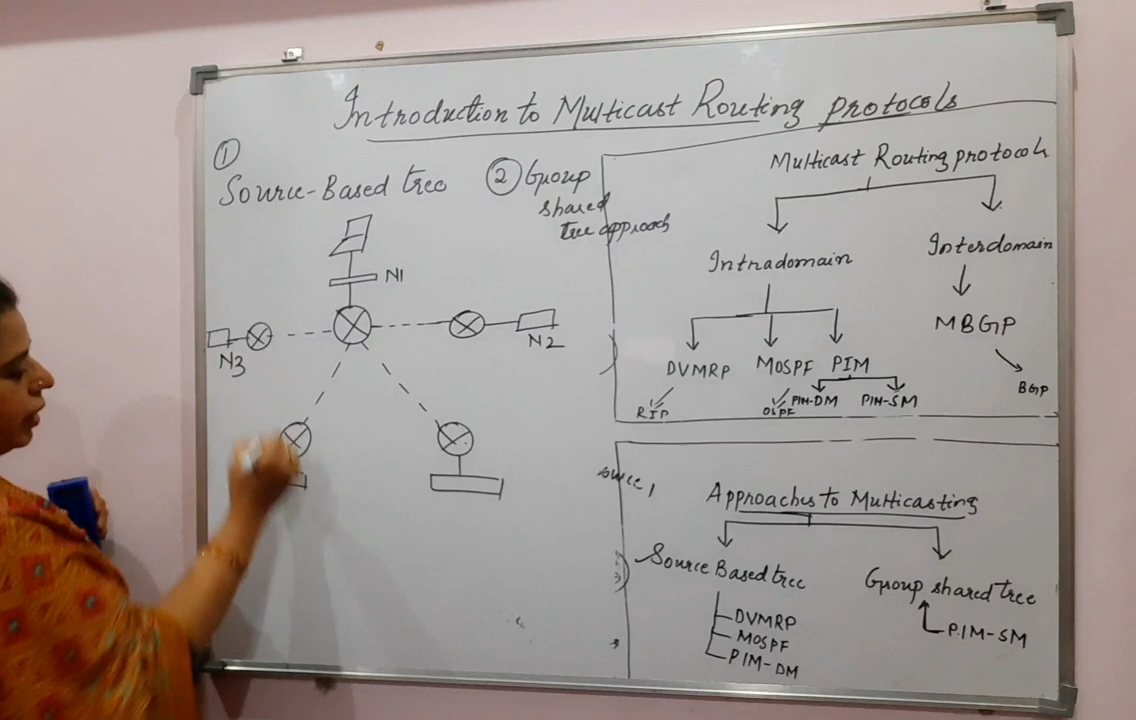 Introduction to Multicast Routing protocols
①
Source-Based tree
② Group
shared
tree approach
N1
N2
N3
Multicast Routing protocols
Intradomain
Interdomain
MBGP
BGP
DVMRP
MOSPF
PIM
RIP
OSPF
PIM-DM
PIM-SM
Approaches to Multicasting
Source Based tree
Group shared tree
DVMRP
MOSPF
PIM-DM
PIM-SM